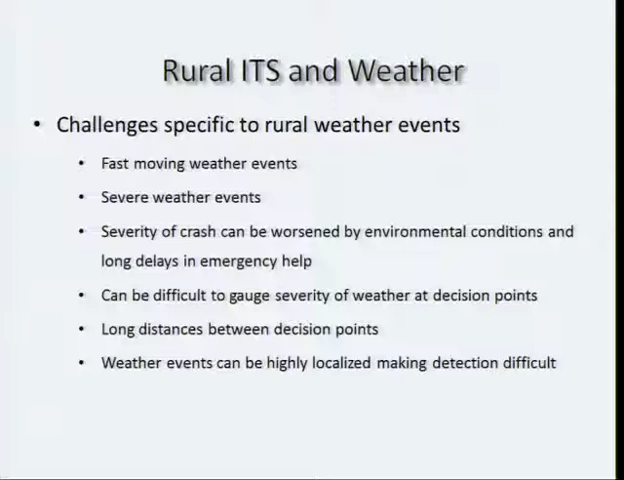 Rural ITS and Weather
• Challenges specific to rural weather events
• Fast moving weather events
• Severe weather events
• Severity of crash can be worsened by environmental conditions and
long delays in emergency help
• Can be difficult to gauge severity of weather at decision points
• Long distances between decision points
• Weather events can be highly localized making detection difficult